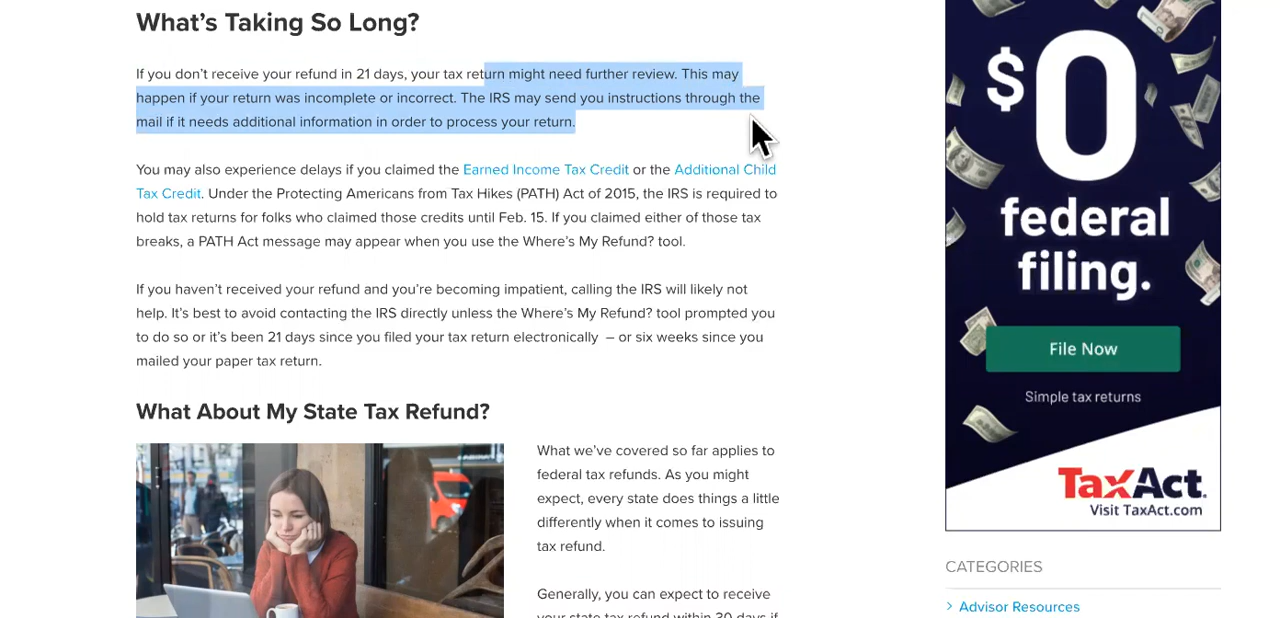 What's Taking So Long?
If you don't receive your refund in 21 days, your tax return might need further review. This may
happen if your return was incomplete or incorrect. The IRS may send you instructions through the
mail if it needs additional information in order to process your return.
You may also experience delays if you claimed the Earned Income Tax Credit or the Additional Child
Tax Credit. Under the Protecting Americans from Tax Hikes (PATH) Act of 2015, the IRS is required to
hold tax returns for folks who claimed those credits until Feb. 15. If you claimed either of those tax
breaks, a PATH Act message may appear when you use the Where's My Refund? tool.
If you haven't received your refund and you're becoming impatient, calling the IRS will likely not
help. It's best to avoid contacting the IRS directly unless the Where's My Refund? tool prompted you
to do so or it's been 21 days since you filed your tax return electronically – or six weeks since you
mailed your paper tax return.
What About My State Tax Refund?
What we've covered so far applies to
federal tax refunds. As you might
expect, every state does things a little
differently when it comes to issuing
tax refund.
Generally, you can expect to receive
your state tax refund within 30 days if
$0
federal
filing.
File Now
Simple tax returns
TaxAct.
Visit TaxAct.com
CATEGORIES
Advisor Resources